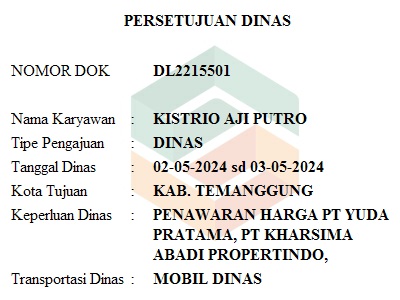 PERSETUJUAN DINAS
NOMOR DOK DL2215501
Nama Karyawan : KISTRIO AJI PUTRO
Tipe Pengajuan : DINAS
Tanggal Dinas : 02-05-2024 sd 03-05-2024
Kota Tujuan : KAB. TEMANGGUNG
Keperluan Dinas : PENAWARAN HARGA PT YUDA
PRATAMA, PT KHARSIMA
ABADI PROPERTINDO,
Transportasi Dinas : MOBIL DINAS